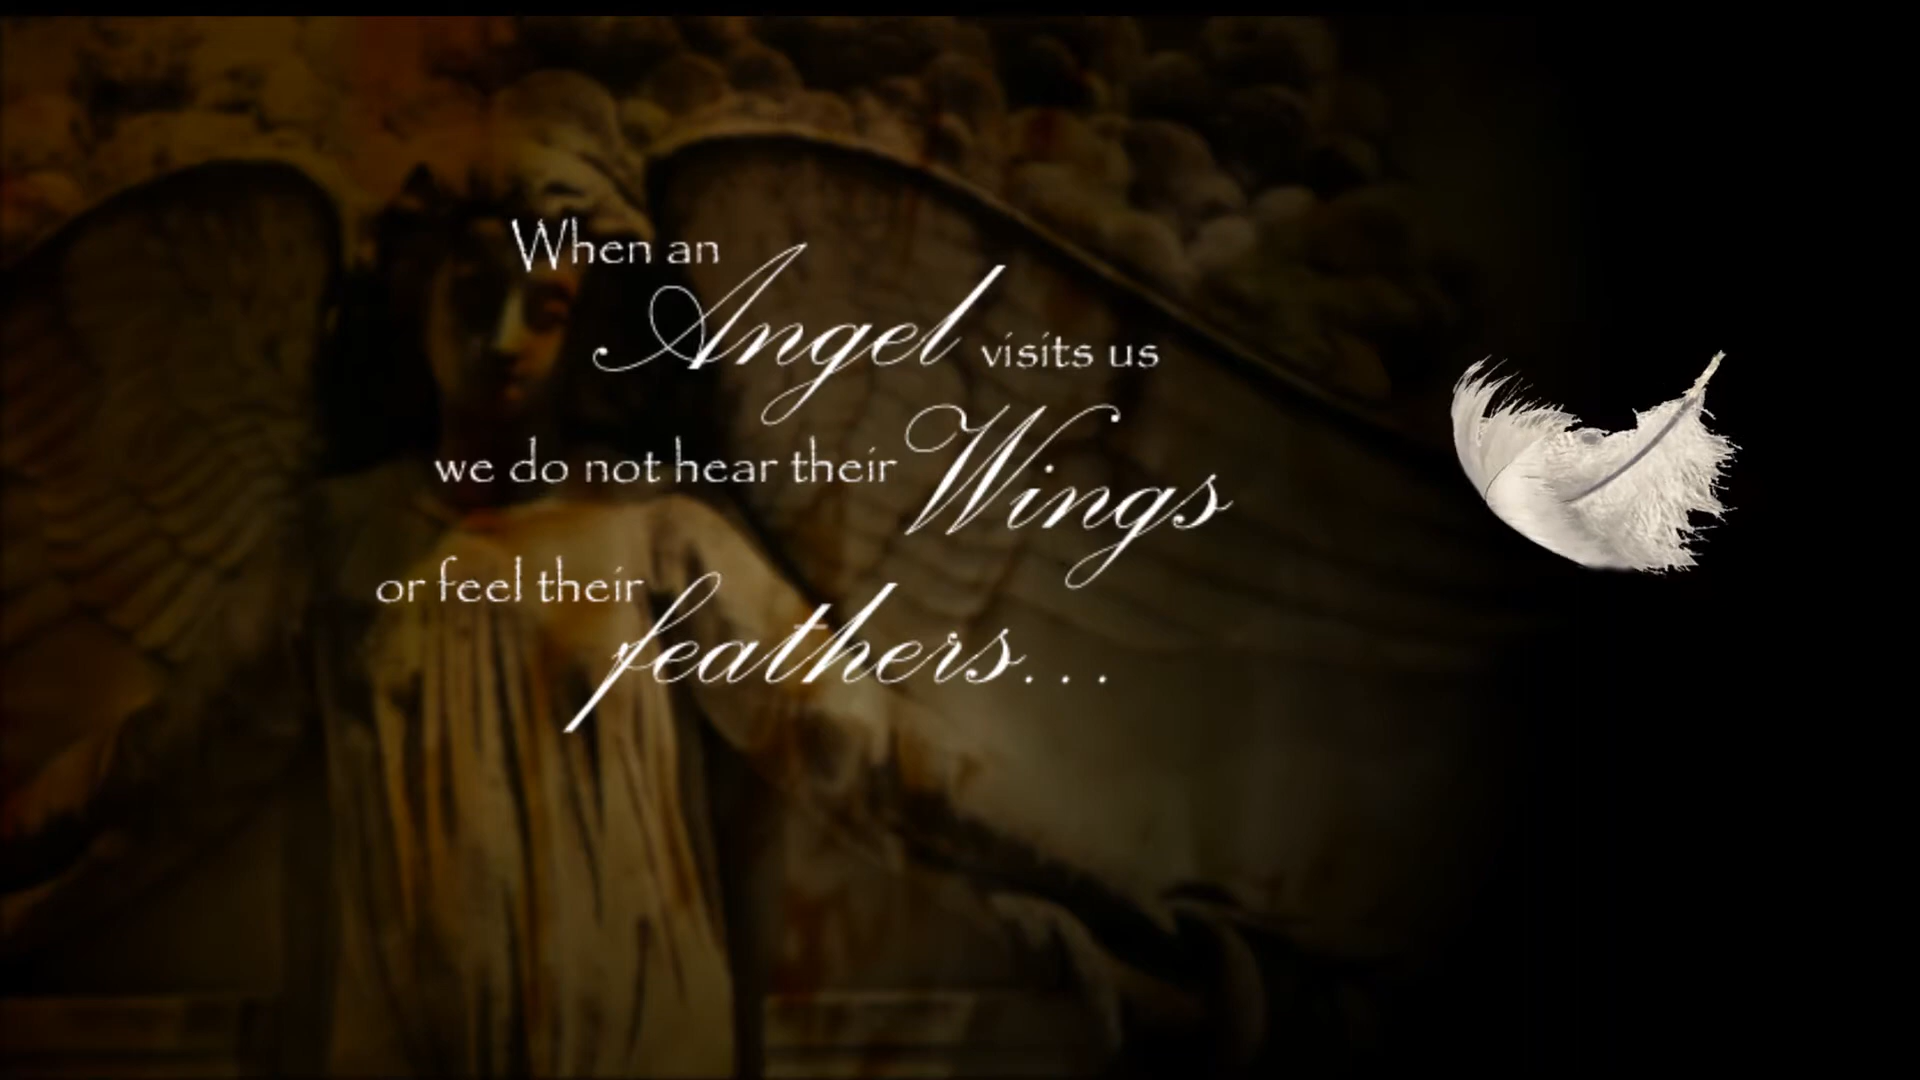 When an
Angel visits us
we do not hear their Wings
or feel their
feathers...